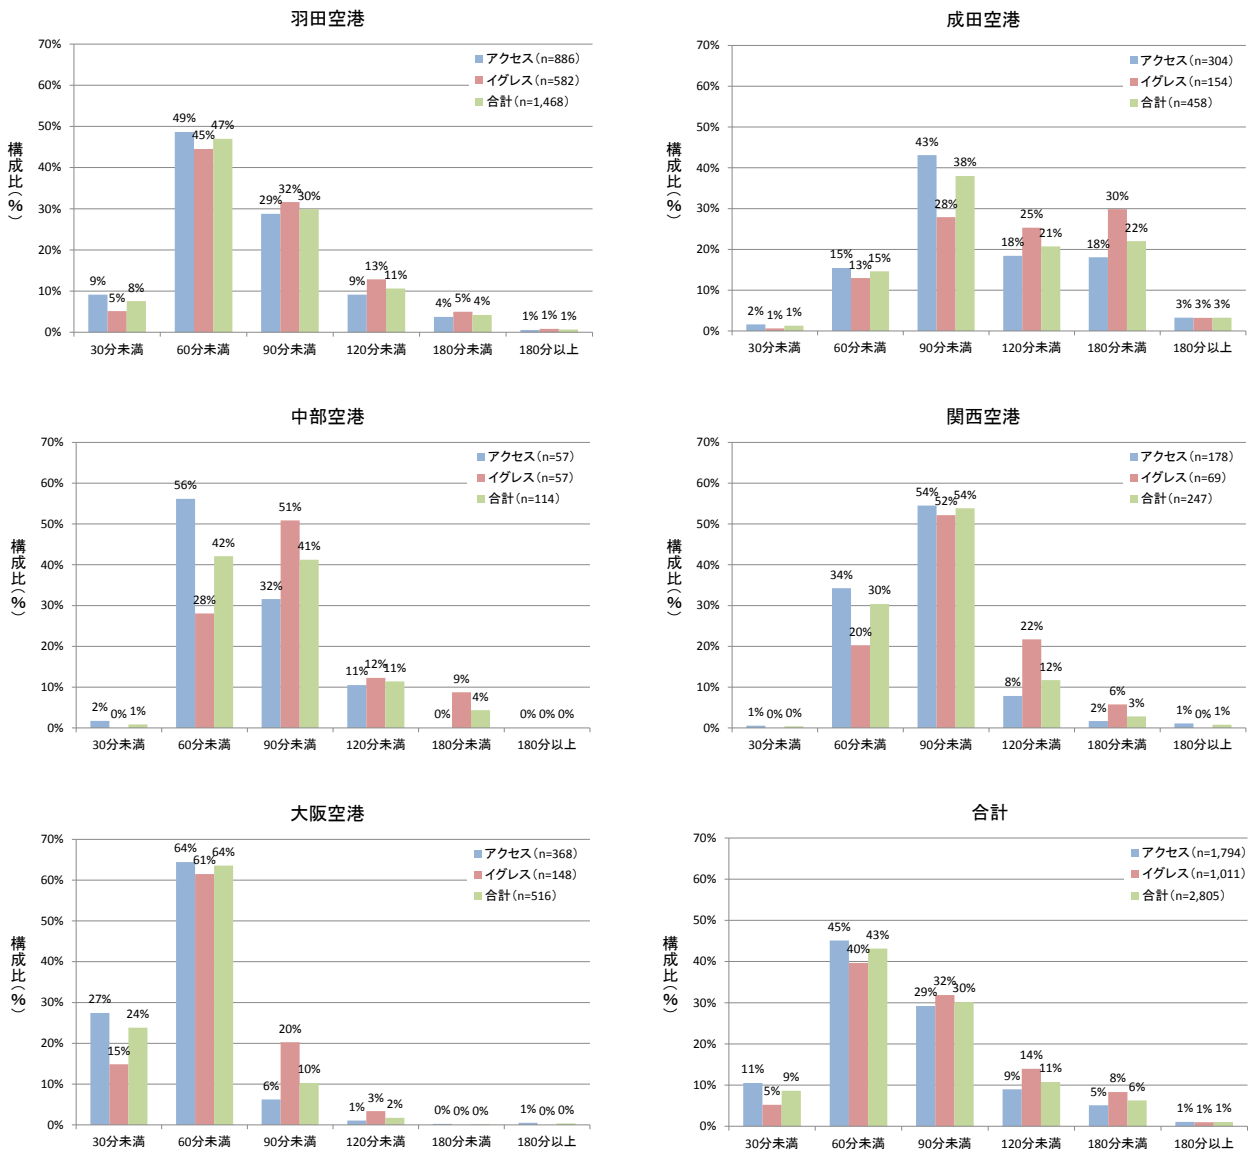 羽田空港
70%
60%
50%
40%
30%
20%
10%
0%
構成比(%)
アクセス(n=886)
イグレス(n=582)
合計(n=1,468)
9% 5% 8%
49% 45% 47%
29% 32% 30%
9% 13% 11%
4% 5% 4%
1% 1% 1%
30分未満 60分未満 90分未満 120分未満 180分未満 180分以上
成田空港
70%
60%
50%
40%
30%
20%
10%
0%
構成比(%)
アクセス(n=304)
イグレス(n=154)
合計(n=458)
2% 1% 1%
15% 13% 15%
43% 28% 38%
18% 25% 21%
18% 30% 22%
3% 3% 3%
30分未満 60分未満 90分未満 120分未満 180分未満 180分以上
中部空港
70%
60%
50%
40%
30%
20%
10%
0%
構成比(%)
アクセス(n=57)
イグレス(n=57)
合計(n=114)
2% 0% 1%
56% 28% 42%
32% 51% 41%
11% 12% 11%
0% 9% 4%
0% 0% 0%
30分未満 60分未満 90分未満 120分未満 180分未満 180分以上
関西空港
70%
60%
50%
40%
30%
20%
10%
0%
構成比(%)
アクセス(n=178)
イグレス(n=69)
合計(n=247)
1% 0% 0%
34% 20% 30%
54% 52% 54%
8% 22% 12%
2% 6% 3%
1% 0% 1%
30分未満 60分未満 90分未満 120分未満 180分未満 180分以上
大阪空港
70%
60%
50%
40%
30%
20%
10%
0%
構成比(%)
アクセス(n=368)
イグレス(n=148)
合計(n=516)
27% 15% 24%
64% 61% 64%
6% 20% 10%
1% 3% 2%
0% 0% 0%
1% 0% 0%
30分未満 60分未満 90分未満 120分未満 180分未満 180分以上
合計
70%
60%
50%
40%
30%
20%
10%
0%
構成比(%)
アクセス(n=1,794)
イグレス(n=1,011)
合計(n=2,805)
11% 5% 9%
45% 40% 43%
29% 32% 30%
9% 14% 11%
5% 8% 6%
1% 1% 1%
30分未満 60分未満 90分未満 120分未満 180分未満 180分以上